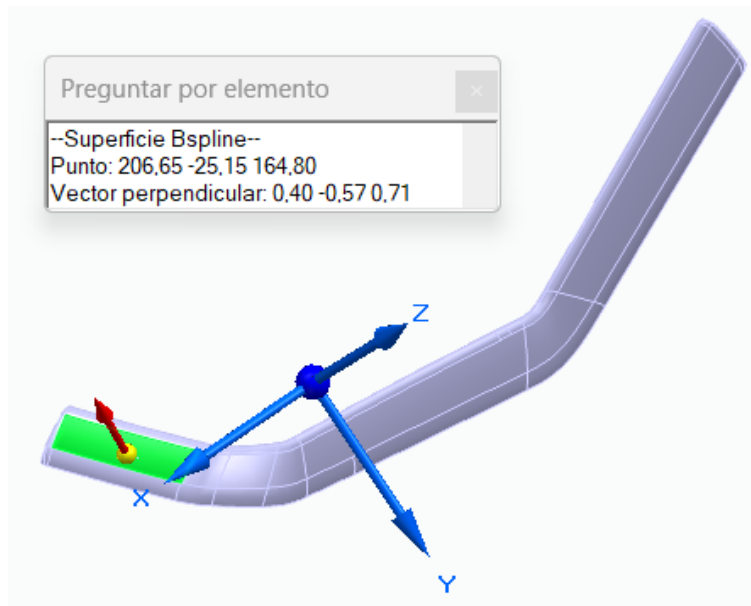 Preguntar por elemento
--Superficie Bspline--
Punto: 206,65 -25,15 164,80
Vector perpendicular: 0,40 -0,57 0,71
Z
X
Y